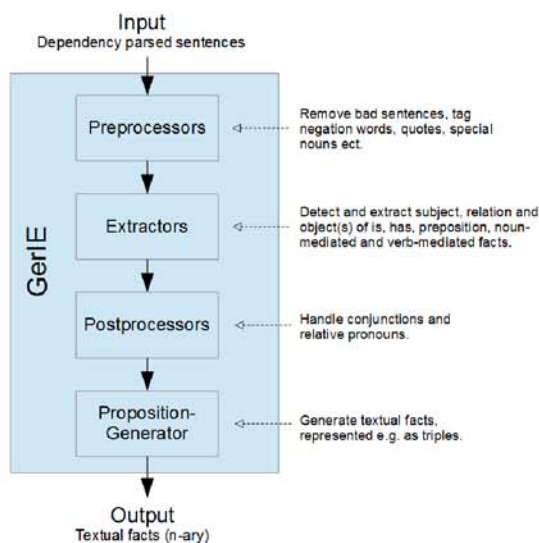 Input
Dependency parsed sentences
GerIE
Preprocessors
Remove bad sentences, tag
negation words, quotes, special
nouns ect.
Extractors
Detect and extract subject, relation and
object(s) of is, has, preposition, noun-
mediated and verb-mediated facts.
Postprocessors
Handle conjunctions and
relative pronouns.
Proposition-
Generator
Generate textual facts,
represented e.g. as triples.
Output
Textual facts (n-ary)